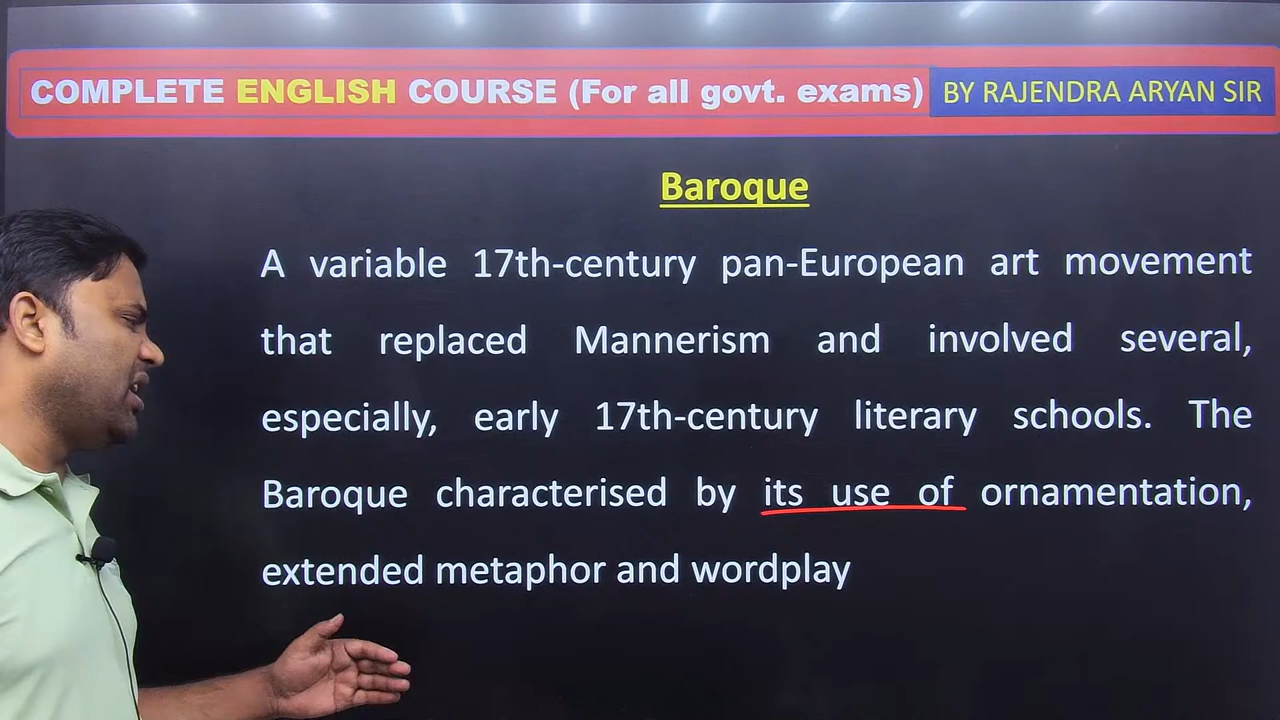 COMPLETE ENGLISH COURSE (For all govt. exams) BY RAJENDRA ARYAN SIR
Baroque
A variable 17th-century pan-European art movement
that replaced Mannerism and involved several,
especially, early 17th-century literary schools. The
Baroque characterised by its use of ornamentation,
extended metaphor and wordplay